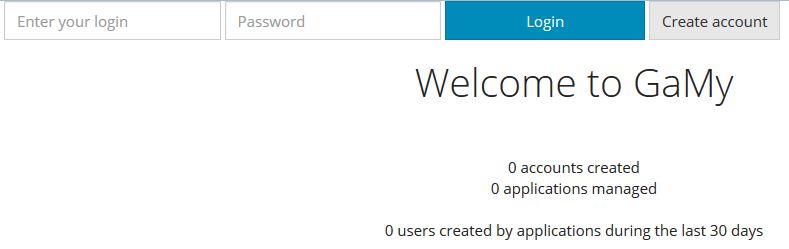 Enter your login Password Login Create account
Welcome to GaMy
0 accounts created
0 applications managed
0 users created by applications during the last 30 days